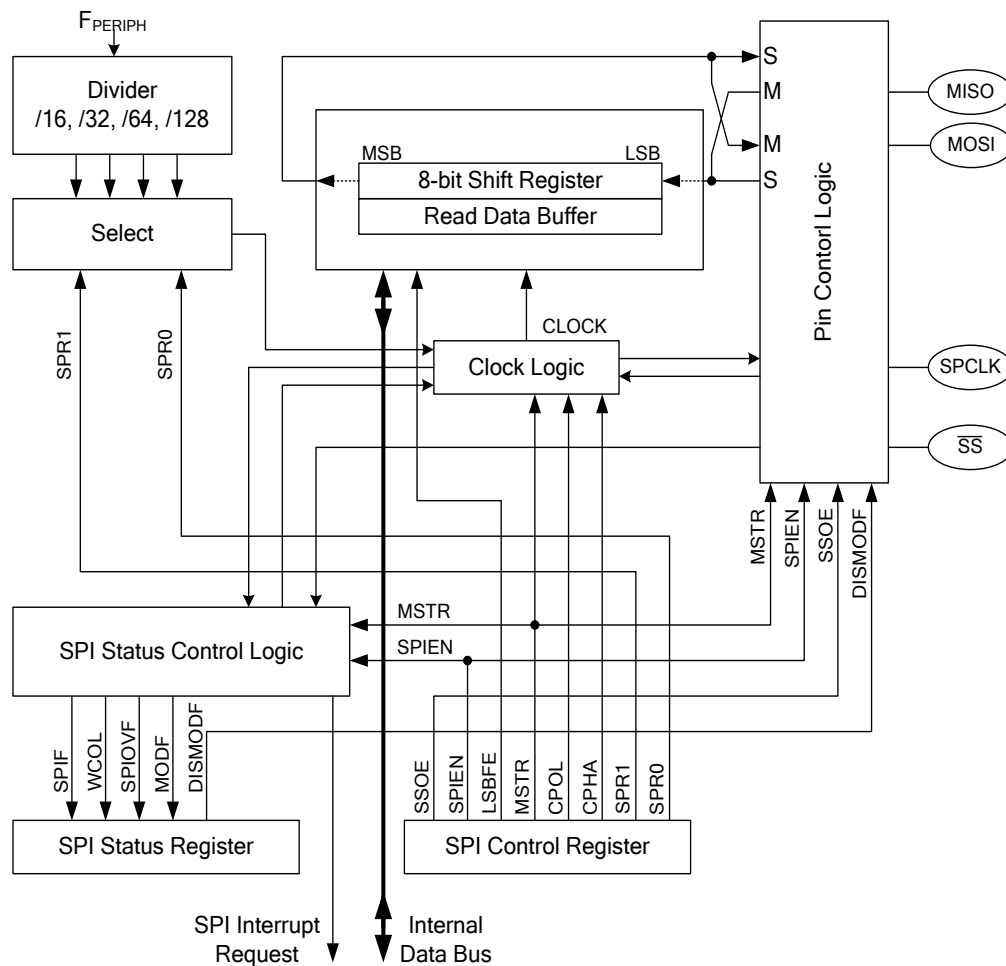 FPERIPH
Divider
/16, /32, /64, /128
Select
MSB
LSB
8-bit Shift Register
Read Data Buffer
S
M
M
S
Pin Contorl Logic
MISO
MOSI
SPCLK
SS
SPR1
SPR0
CLOCK
Clock Logic
MSTR
SPIEN
SSOE
DISMODF
MSTR
SPIEN
SPI Status Control Logic
SPIF
WCOL
SPIOVF
MODF
DISMODF
SSOE
SPIEN
LSBFE
MSTR
CPOL
CPHA
SPR1
SPR0
SPI Status Register
SPI Control Register
SPI Interrupt
Request
Internal
Data Bus